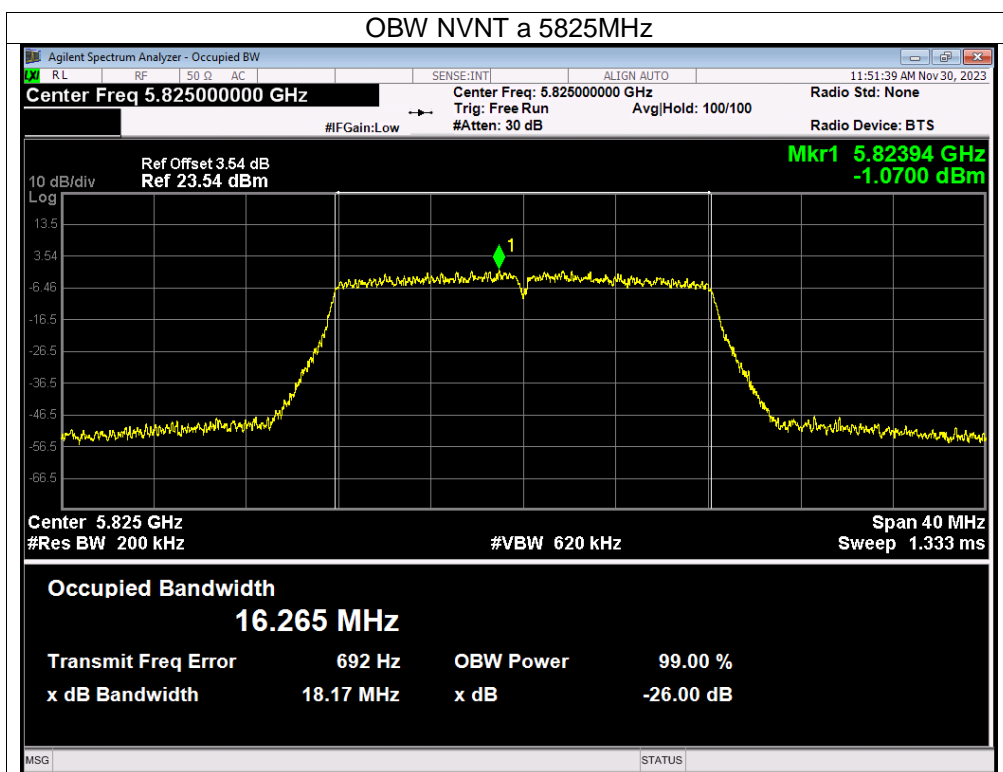 OBW NVNT a 5825MHz
Agilent Spectrum Analyzer - Occupied BW
LXI RL RF 50 Ω AC SENSE:INT ALIGN AUTO 11:51:39 AM Nov 30, 2023
Center Freq 5.825000000 GHz Center Freq: 5.825000000 GHz Radio Std: None
Trig: Free Run Avg|Hold: 100/100
#IFGain:Low #Atten: 30 dB Radio Device: BTS
Ref Offset 3.54 dB Mkr1 5.82394 GHz
10 dB/div Ref 23.54 dBm -1.0700 dBm
Log
13.5
3.54
1
-6.46
-16.5
-26.5
-36.5
-46.5
-56.5
-66.5
Center 5.825 GHz Span 40 MHz
#Res BW 200 kHz #VBW 620 kHz Sweep 1.333 ms
Occupied Bandwidth
16.265 MHz
Transmit Freq Error 692 Hz OBW Power 99.00 %
x dB Bandwidth 18.17 MHz x dB -26.00 dB
MSG STATUS